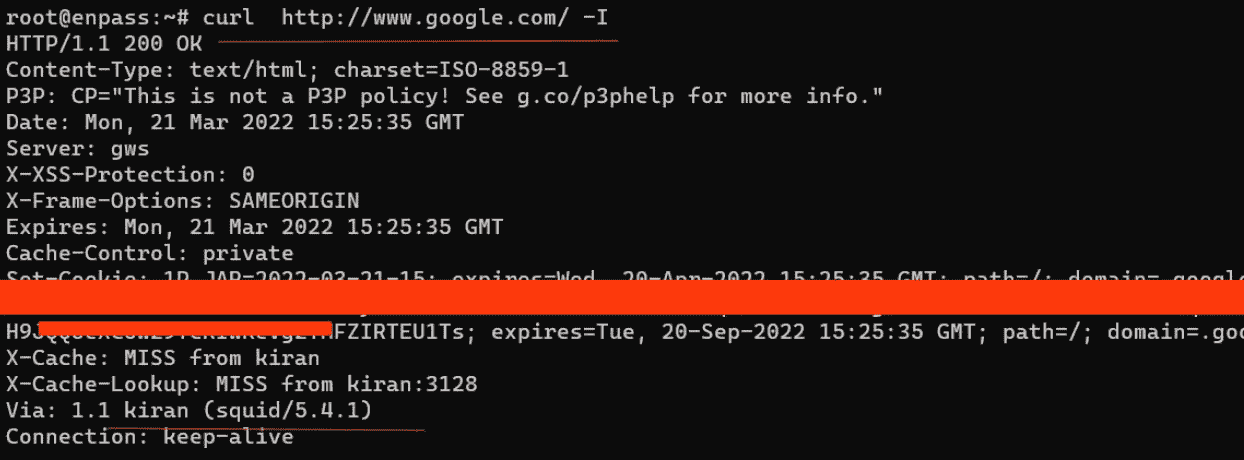 root@enpass:~# curl  http://www.google.com/ -I
HTTP/1.1 200 OK
Content-Type: text/html; charset=ISO-8859-1
P3P: CP="This is not a P3P policy! See g.co/p3phelp for more info."
Date: Mon, 21 Mar 2022 15:25:35 GMT
Server: gws
X-XSS-Protection: 0
X-Frame-Options: SAMEORIGIN
Expires: Mon, 21 Mar 2022 15:25:35 GMT
Cache-Control: private
Set-Cookie: 1P_JAR=2022-03-21-15; expires=Wed, 20-Apr-2022 15:25:35 GMT; path=/; domain=.google
expires=Tue, 20-Sep-2022 15:25:35 GMT; path=/; domain=.goo
X-Cache: MISS from kiran
X-Cache-Lookup: MISS from kiran:3128
Via: 1.1 kiran (squid/5.4.1)
Connection: keep-alive